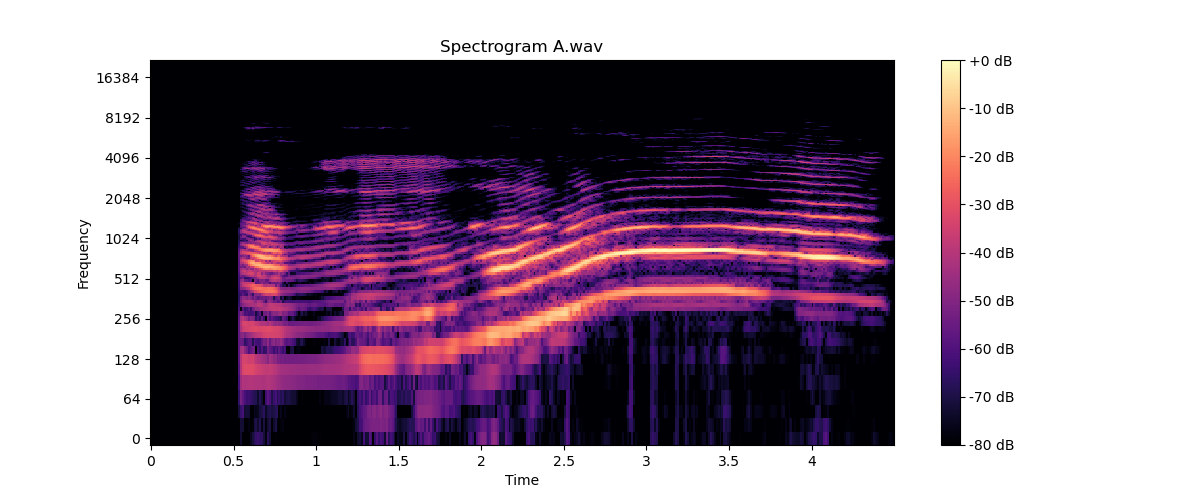 Spectrogram A.wav
16384
8192
4096
2048
1024
512
256
128
64
0
Frequency
0
0.5
1
1.5
2
2.5
3
3.5
4
Time
+0 dB
-10 dB
-20 dB
-30 dB
-40 dB
-50 dB
-60 dB
-70 dB
-80 dB